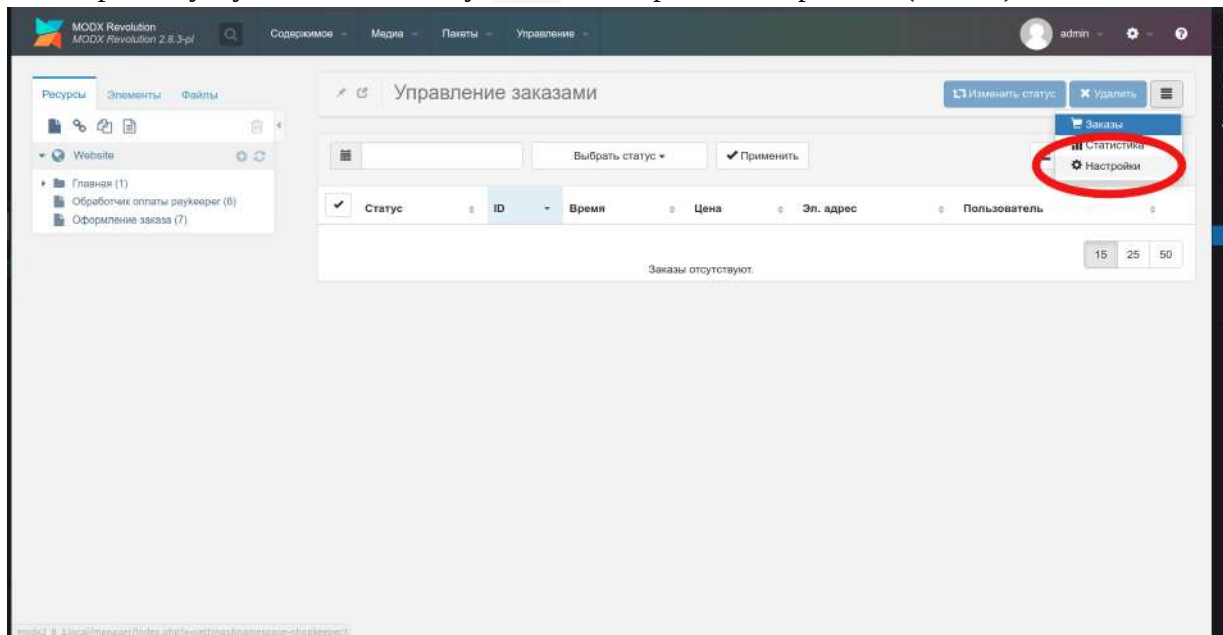 MODX Revolution
MODX Revolution 2.8.3-pl
Содержимое
Медиа
Пакеты
Управление
admin
Ресурсы
Элементы
Файлы
Управление заказами
Изменить статус
Удалить
Заказы
Статистика
Настройки
Website
Главная (1)
Обработчик оплаты paykeeper (6)
Оформление заказа (7)
Выбрать статус
Применить
Статус
ID
Время
Цена
Эл. адрес
Пользователь
Заказы отсутствуют.
15 25 50